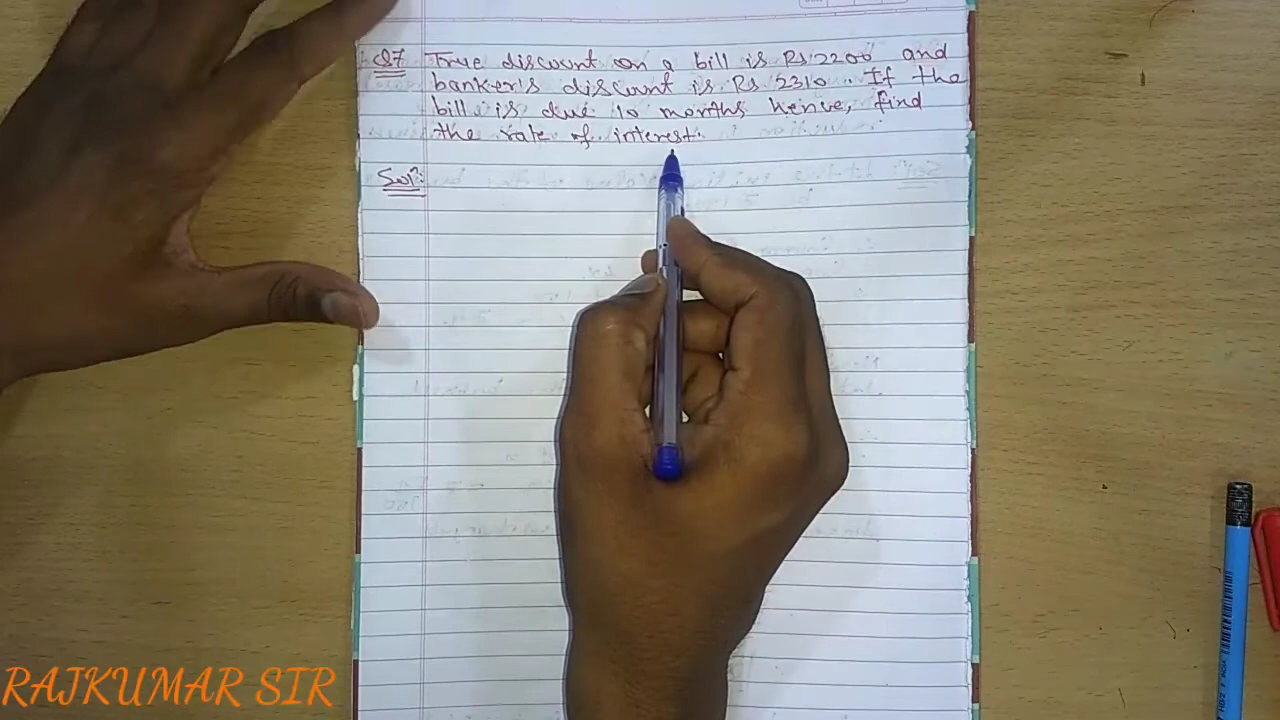 Q7 True discount on a bill is Rs 2200 and
banker's discount is Rs 2310. If the
bill is due 10 months hence, find
the rate of interest.
Solⁿ:
RAJKUMAR SIR